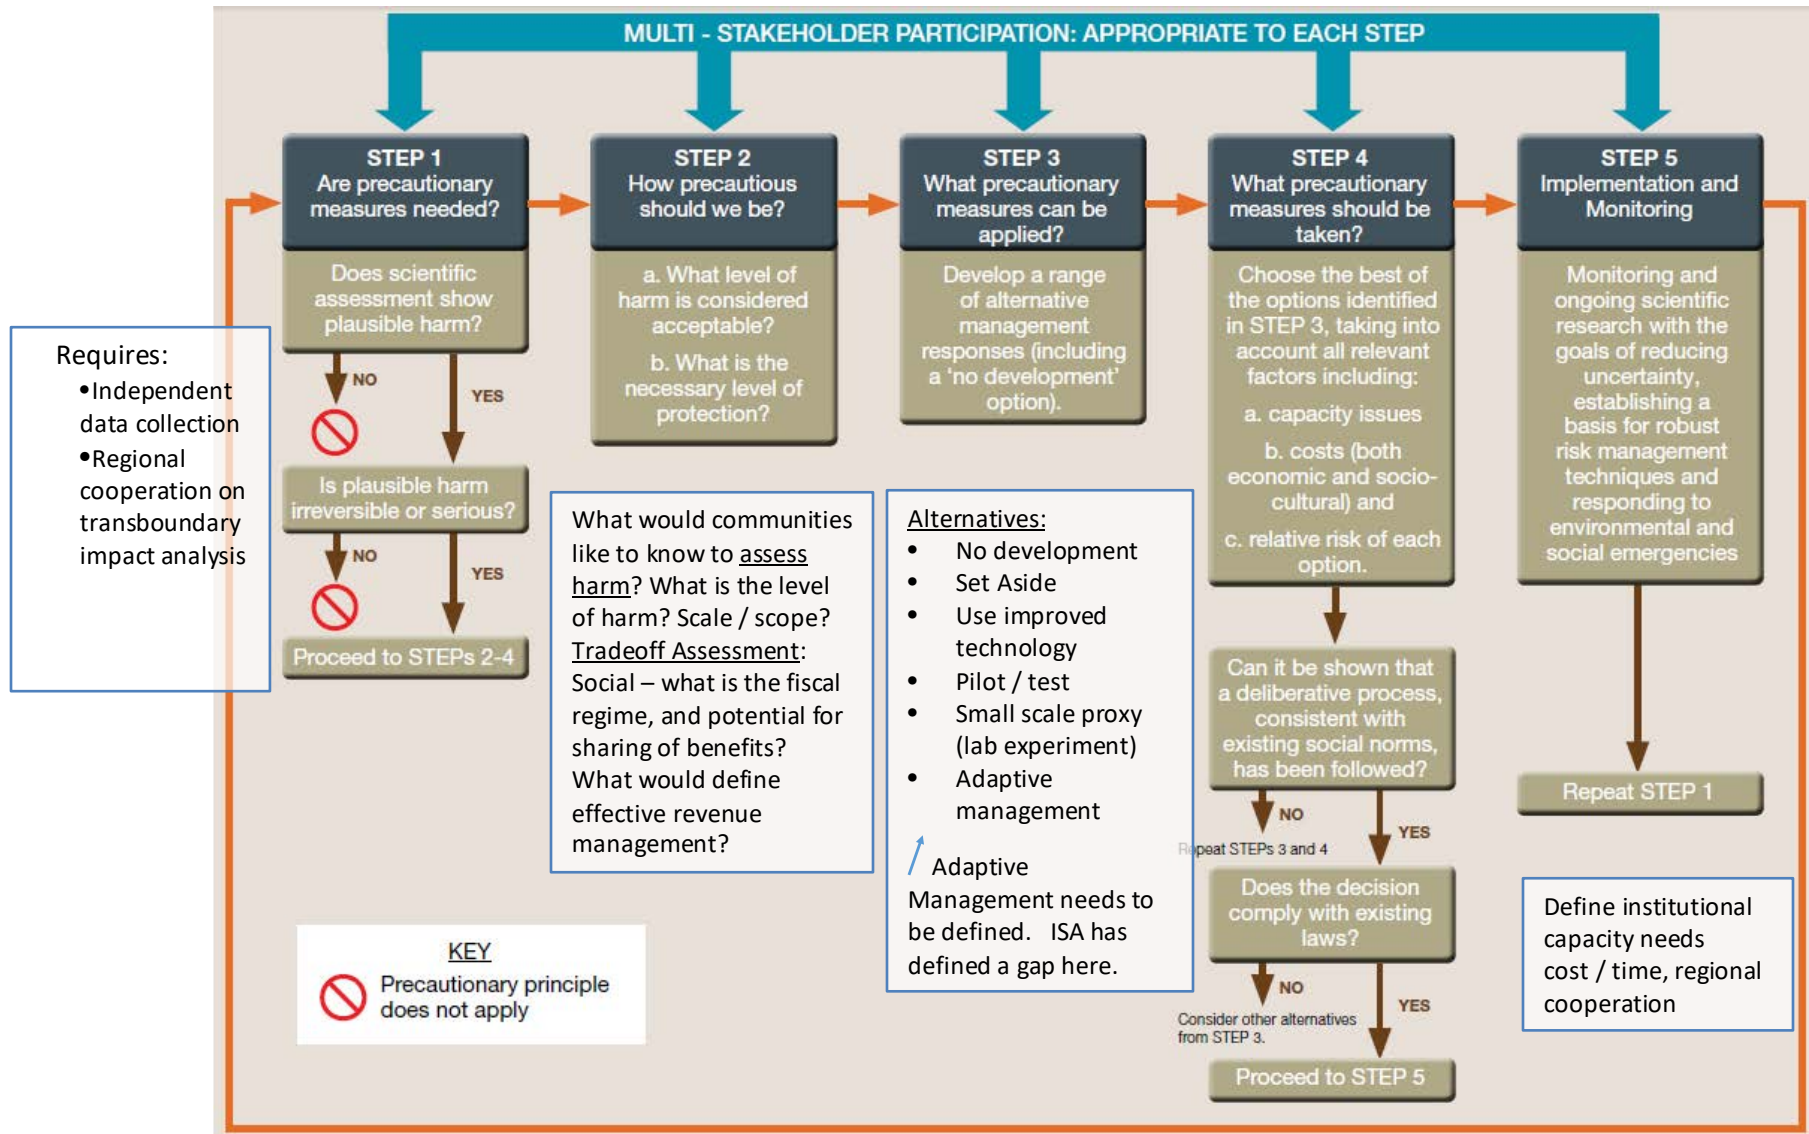 MULTI - STAKEHOLDER PARTICIPATION: APPROPRIATE TO EACH STEP
STEP 1
Are precautionary
measures needed?
Does scientific
assessment show
plausible harm?
NO
YES
Is plausible harm
irreversible or serious?
NO
YES
Proceed to STEPs 2-4
Requires:
•Independent
data collection
•Regional
cooperation on
transboundary
impact analysis
STEP 2
How precautious
should we be?
a. What level of
harm is considered
acceptable?
b. What is the
necessary level of
protection?
What would communities
like to know to assess
harm? What is the level
of harm? Scale / scope?
Tradeoff Assessment:
Social – what is the fiscal
regime, and potential for
sharing of benefits?
What would define
effective revenue
management?
STEP 3
What precautionary
measures can be
applied?
Develop a range
of alternative
management
responses (including
a ‘no development’
option).
Alternatives:
• No development
• Set Aside
• Use improved
technology
• Pilot / test
• Small scale proxy
(lab experiment)
• Adaptive
management
Adaptive
Management needs to
be defined. ISA has
defined a gap here.
STEP 4
What precautionary
measures should be
taken?
Choose the best of
the options identified
in STEP 3, taking into
account all relevant
factors including:
a. capacity issues
b. costs (both
economic and socio-
cultural) and
c. relative risk of each
option.
Can it be shown that
a deliberative process,
consistent with
existing social norms,
has been followed?
NO
YES
Repeat STEPs 3 and 4
Does the decision
comply with existing
laws?
NO
YES
Consider other alternatives
from STEP 3.
Proceed to STEP 5
STEP 5
Implementation and
Monitoring
Monitoring and
ongoing scientific
research with the
goals of reducing
uncertainty,
establishing a
basis for robust
risk management
techniques and
responding to
environmental and
social emergencies
Repeat STEP 1
Define institutional
capacity needs
cost / time, regional
cooperation
KEY
Precautionary principle
does not apply